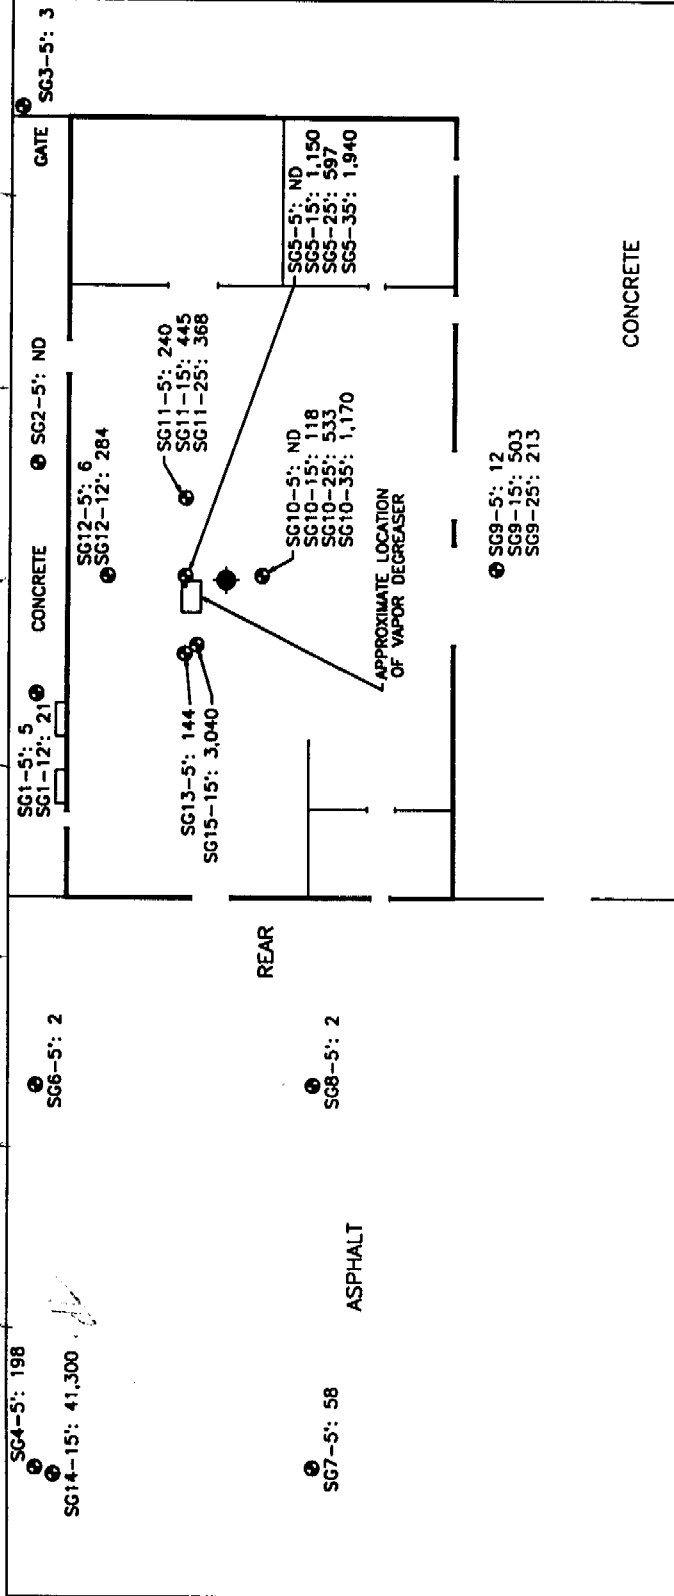 SG4-5': 198
SG14-15': 41,300
SG7-5': 58
ASPHALT
SG6-5': 2
SG8-5': 2
REAR
SG1-5': 5
SG1-12': 21
CONCRETE
SG2-5': ND
GATE
SG3-5': 3
SG12-5': 6
SG12-12': 284
SG11-5': 240
SG11-15': 445
SG11-25': 368
SG13-5': 144
SG15-15': 3,040
SG5-5': ND
SG5-15': 1,150
SG5-25': 597
SG5-35': 1,940
SG10-5': ND
SG10-15': 118
SG10-25': 533
SG10-35': 1,170
APPROXIMATE LOCATION
OF VAPOR DEGREASER
SG9-5': 12
SG9-15': 503
SG9-25': 213
CONCRETE